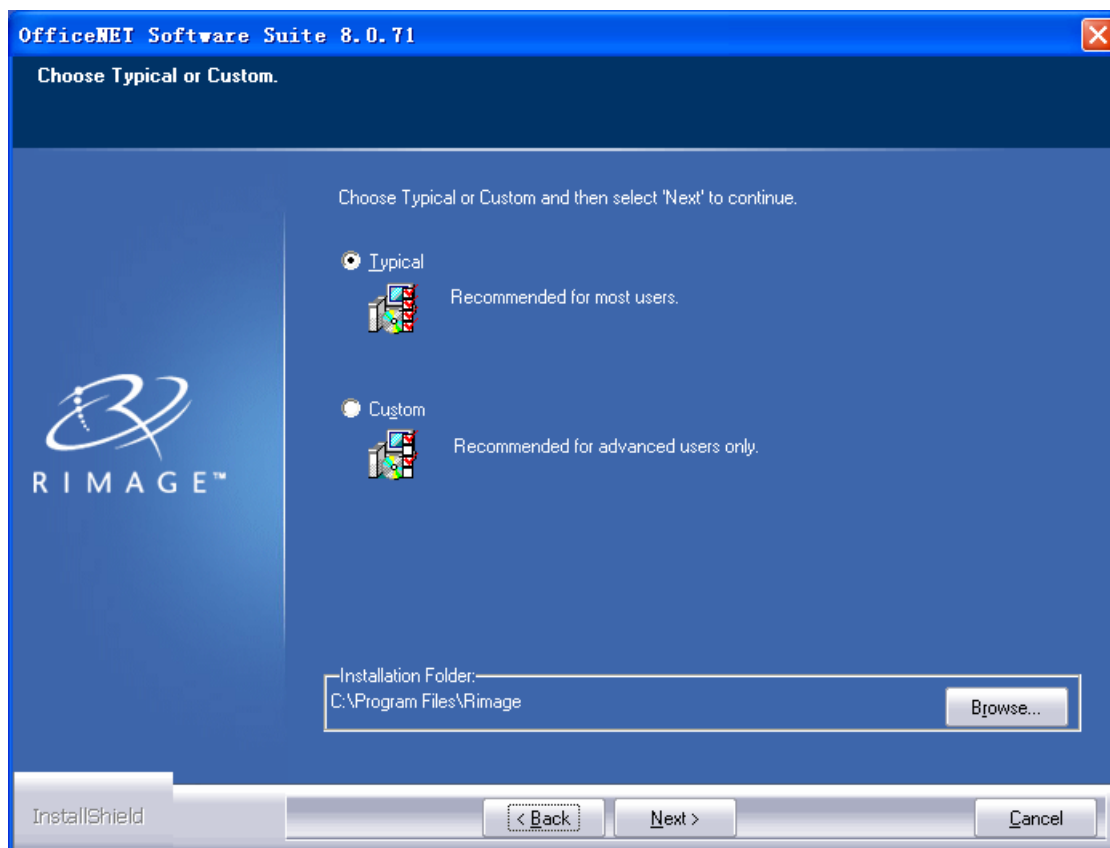 OfficeNET Software Suite 8.0.71
Choose Typical or Custom.
Choose Typical or Custom and then select 'Next' to continue.
Typical
Recommended for most users.
Custom
Recommended for advanced users only.
RIMAGE™
Installation Folder:
C:\Program Files\Rimage
Browse...
InstallShield
< Back
Next >
Cancel